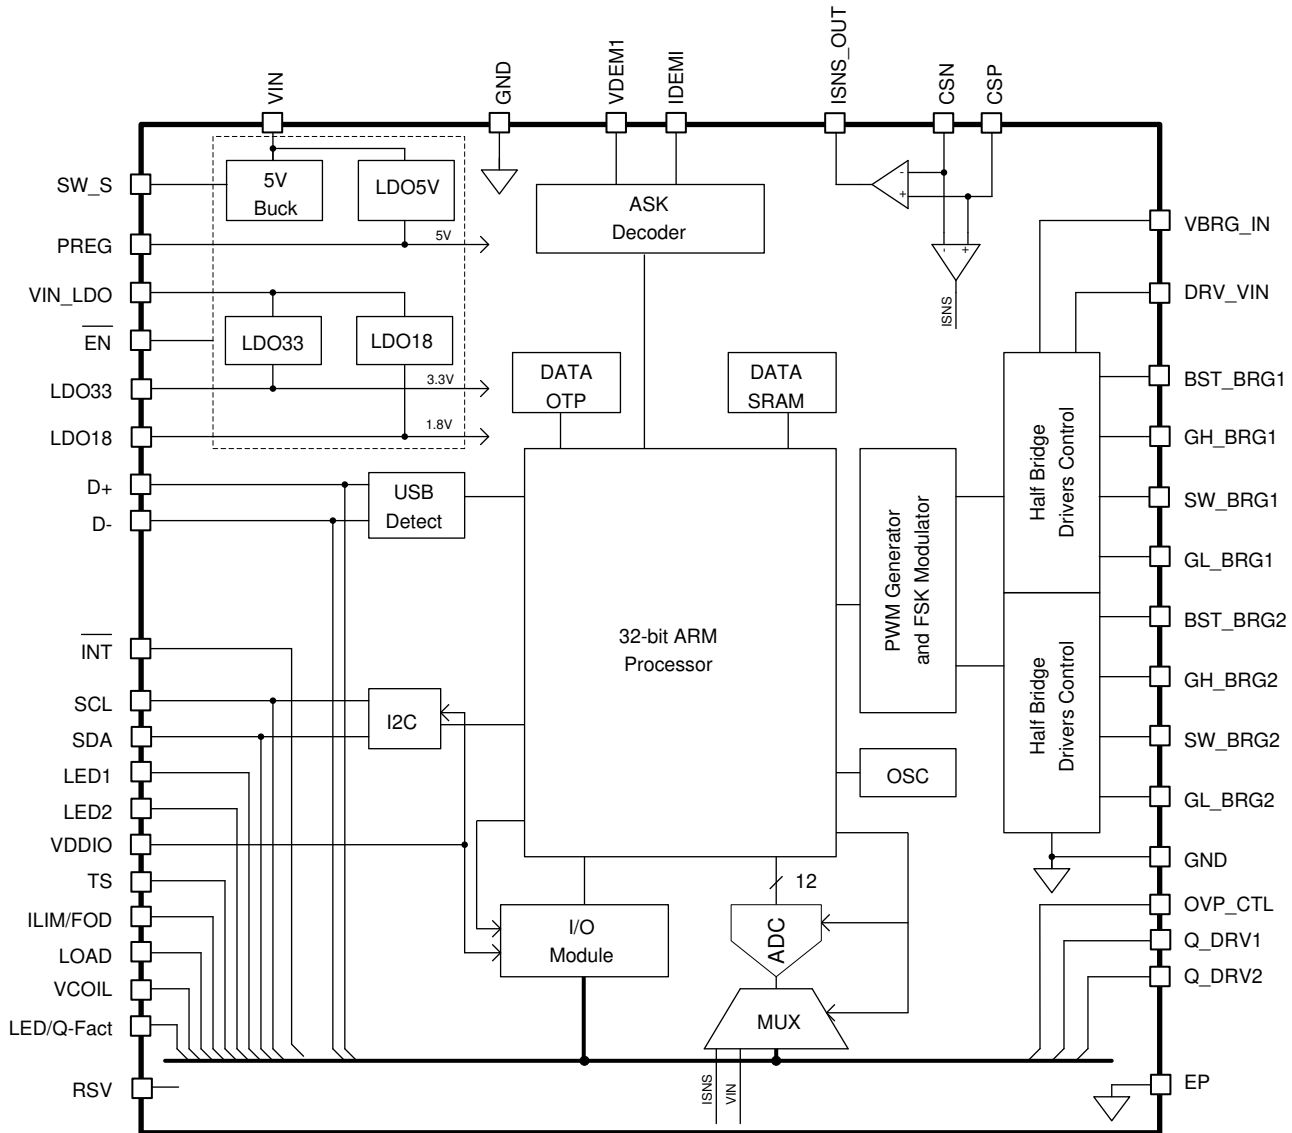 VIN
GND
VDEM1
IDEMI
ISNS_OUT
CSN
CSP
SW_S
PREG
VIN_LDO
EN
LDO33
LDO18
D+
D-
INT
SCL
SDA
LED1
LED2
VDDIO
TS
ILIM/FOD
LOAD
VCOIL
LED/Q-Fact
RSV
5V
Buck
LDO5V
5V
LDO33
LDO18
3.3V
1.8V
ASK
Decoder
-
+
-
+
ISNS
DATA
OTP
DATA
SRAM
USB
Detect
32-bit ARM
Processor
I2C
PWM Generator
and FSK Modulator
OSC
Half Bridge
Drivers Control
Half Bridge
Drivers Control
12
I/O
Module
ADC
MUX
ISNS
VIN
VBRG_IN
DRV_VIN
BST_BRG1
GH_BRG1
SW_BRG1
GL_BRG1
BST_BRG2
GH_BRG2
SW_BRG2
GL_BRG2
GND
OVP_CTL
Q_DRV1
Q_DRV2
EP